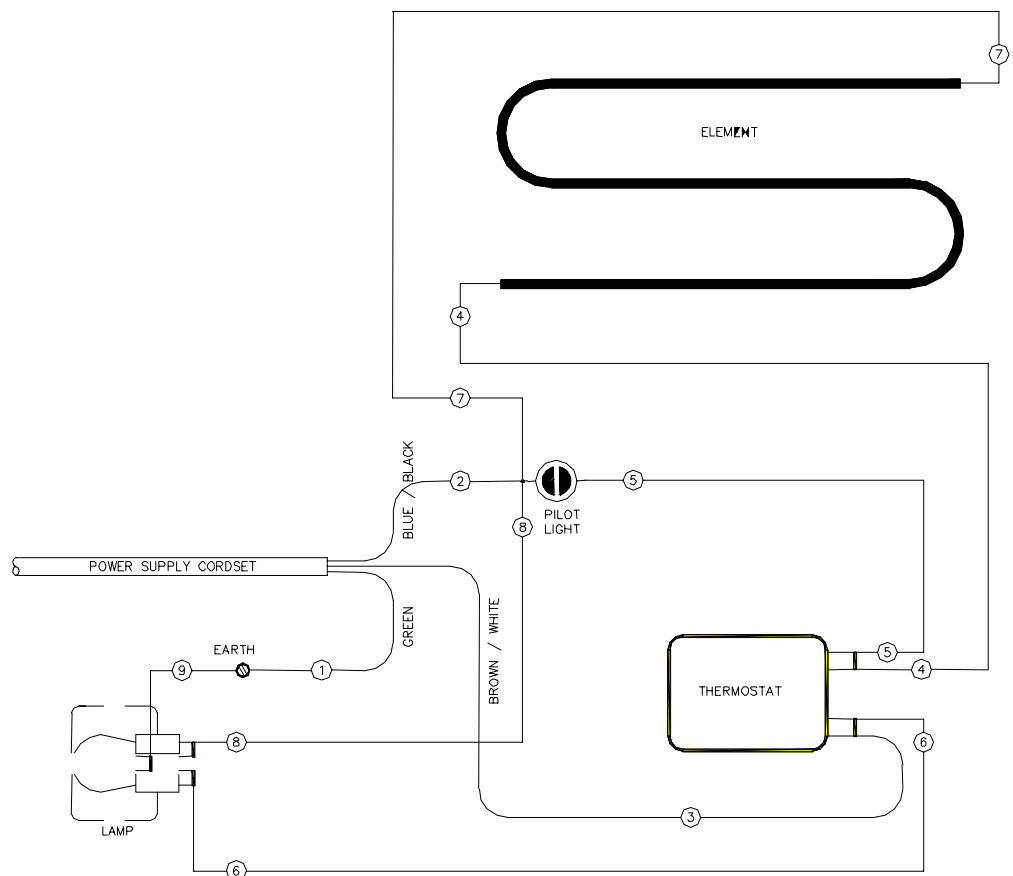 7
ELEMENT
4
7
BLUE / BLACK
2
5
PILOT
LIGHT
8
POWER SUPPLY CORDSET
GREEN
BROWN / WHITE
EARTH
9
1
5
4
THERMOSTAT
8
6
3
LAMP
6